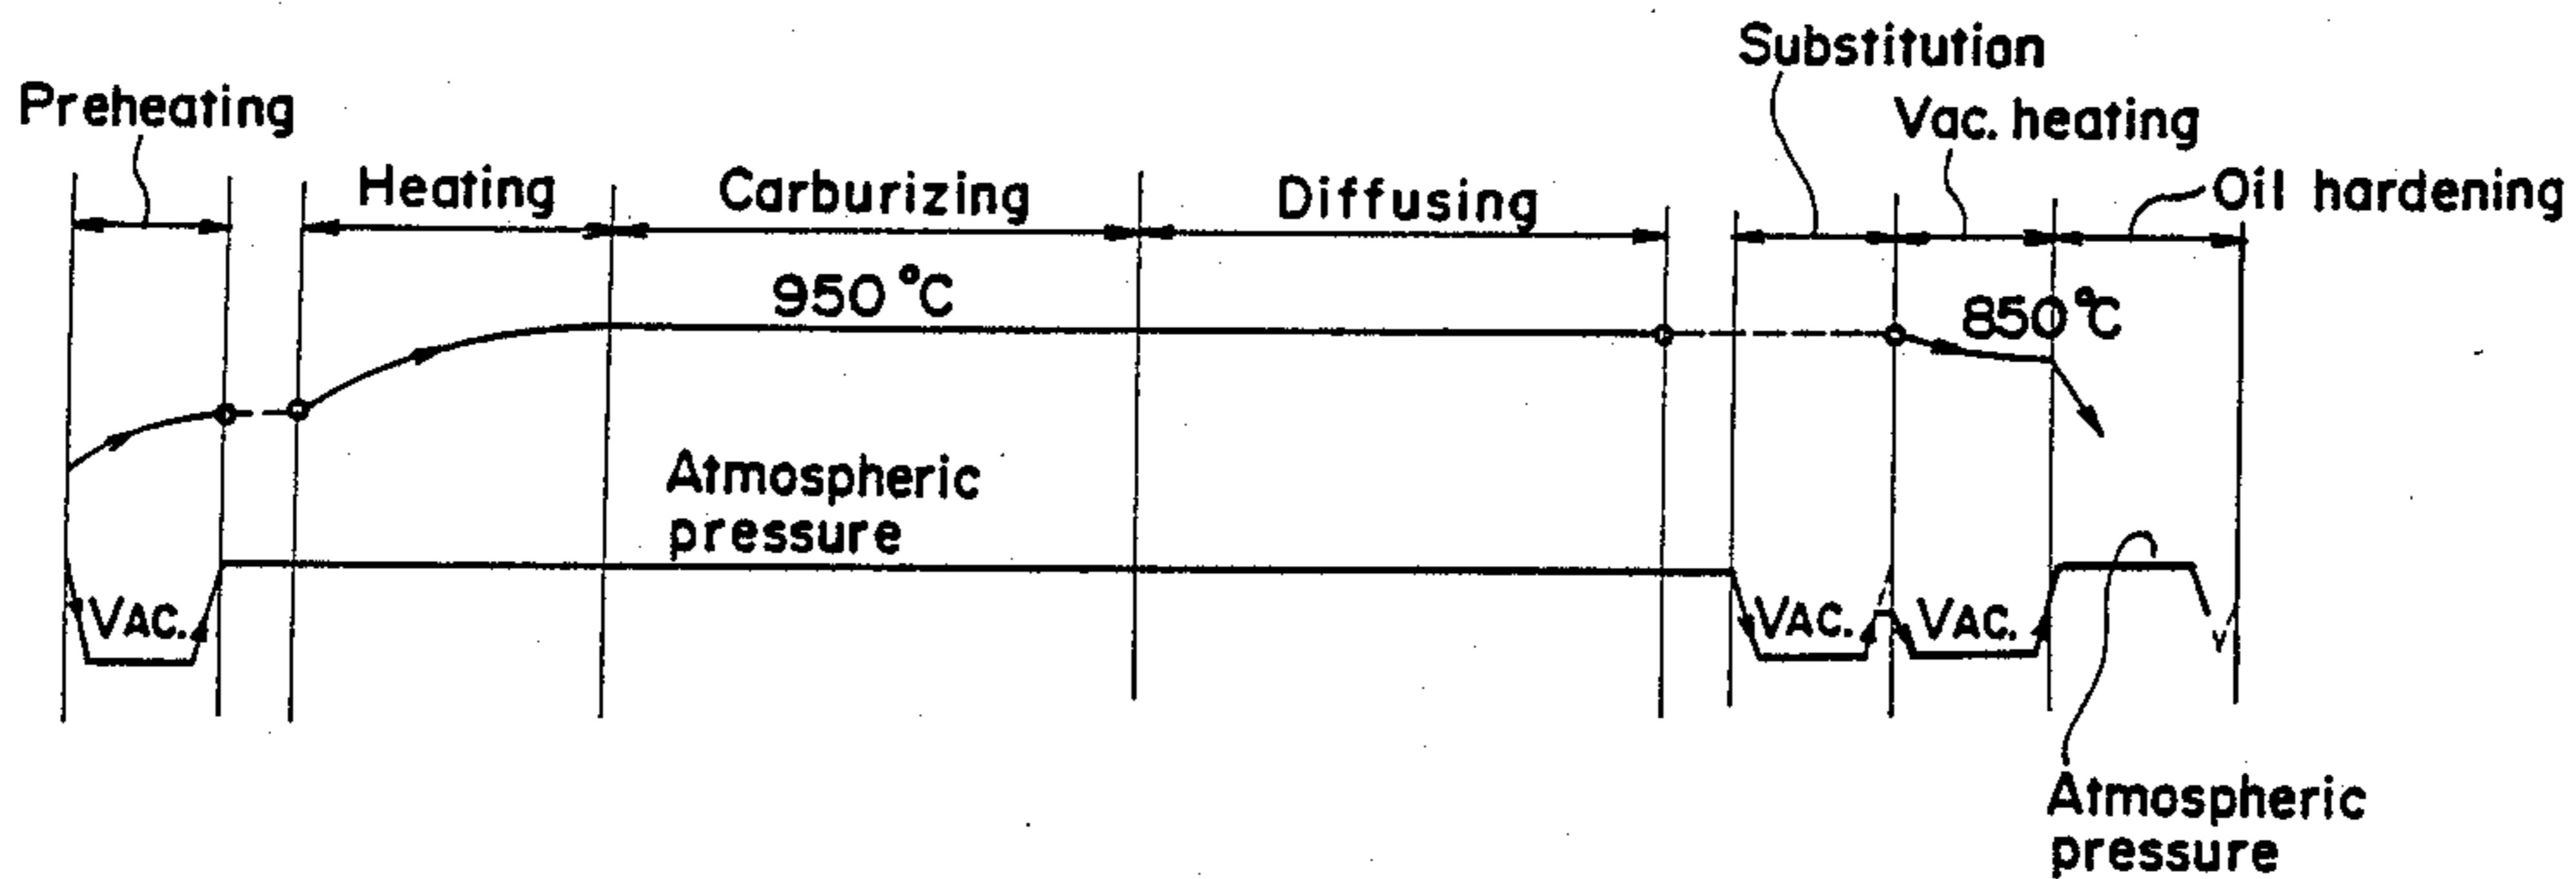 Substitution
Preheating
Vac. heating
Heating
Carburizing
Diffusing
Oil hardening
950°C
850°C
Atmospheric
pressure
VAC.
VAC.
VAC.
Atmospheric
pressure